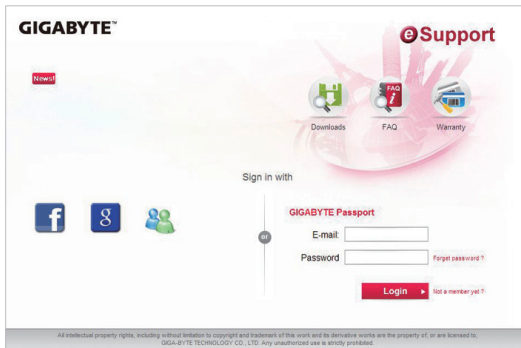 GIGABYTE™
eSupport
News!
FAQ
Downloads
FAQ
Warranty
Sign in with
GIGABYTE Passport
or
E-mail:
Password
Forget password ?
Login
Not a member yet ?
All intellectual property rights, including without limitation to copyright and trademark of this work and its derivative works are the property of, or are licensed to,
GIGA-BYTE TECHNOLOGY CO., LTD. Any unauthorized use is strictly prohibited.